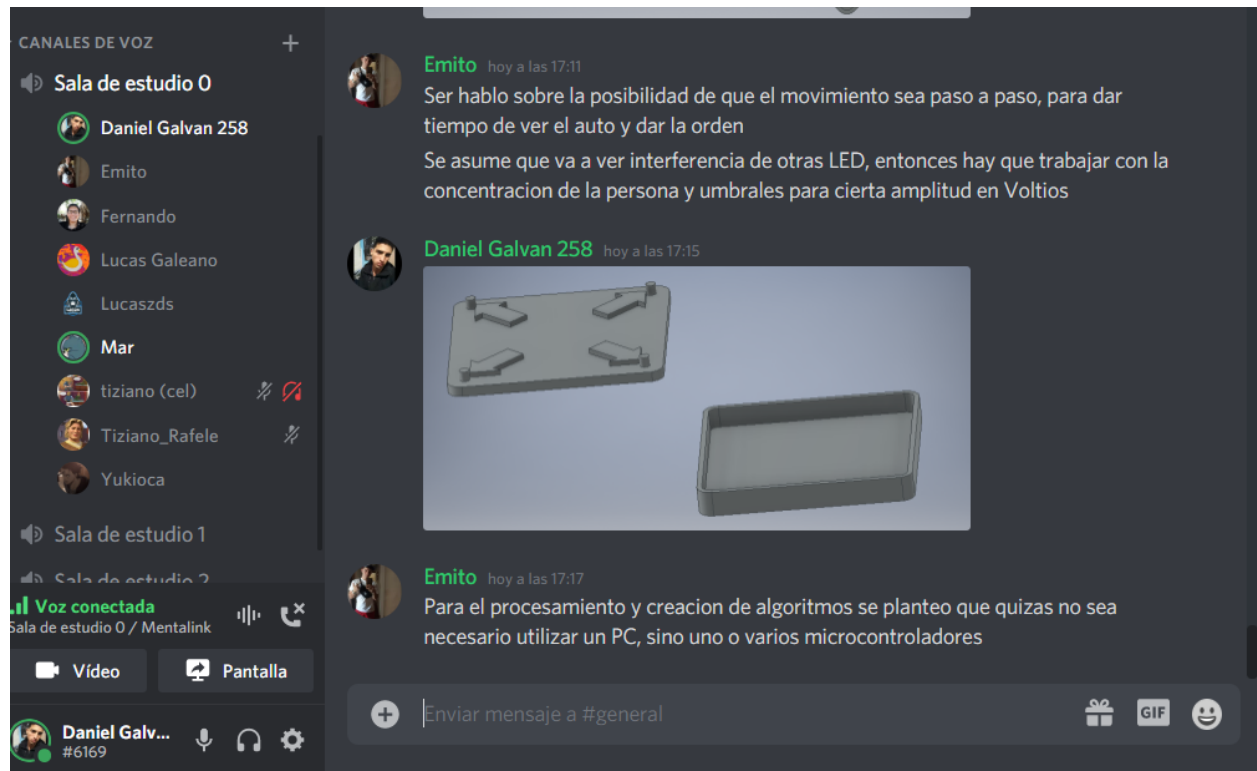 CANALES DE VOZ
Sala de estudio 0
Daniel Galvan 258
Emito
Fernando
Lucas Galeano
Lucaszds
Mar
tiziano (cel)
Tiziano_Rafele
Yukioca
Sala de estudio 1
Sala de estudio 2
Voz conectada
Sala de estudio 0 / Mentalink
Vídeo
Pantalla
Daniel Galv...
#6169
Emito hoy a las 17:11
Ser hablo sobre la posibilidad de que el movimiento sea paso a paso, para dar
tiempo de ver el auto y dar la orden
Se asume que va a ver interferencia de otras LED, entonces hay que trabajar con la
concentracion de la persona y umbrales para cierta amplitud en Voltios
Daniel Galvan 258 hoy a las 17:15
Emito hoy a las 17:17
Para el procesamiento y creacion de algoritmos se planteo que quizas no sea
necesario utilizar un PC, sino uno o varios microcontroladores
Enviar mensaje a #general
GIF